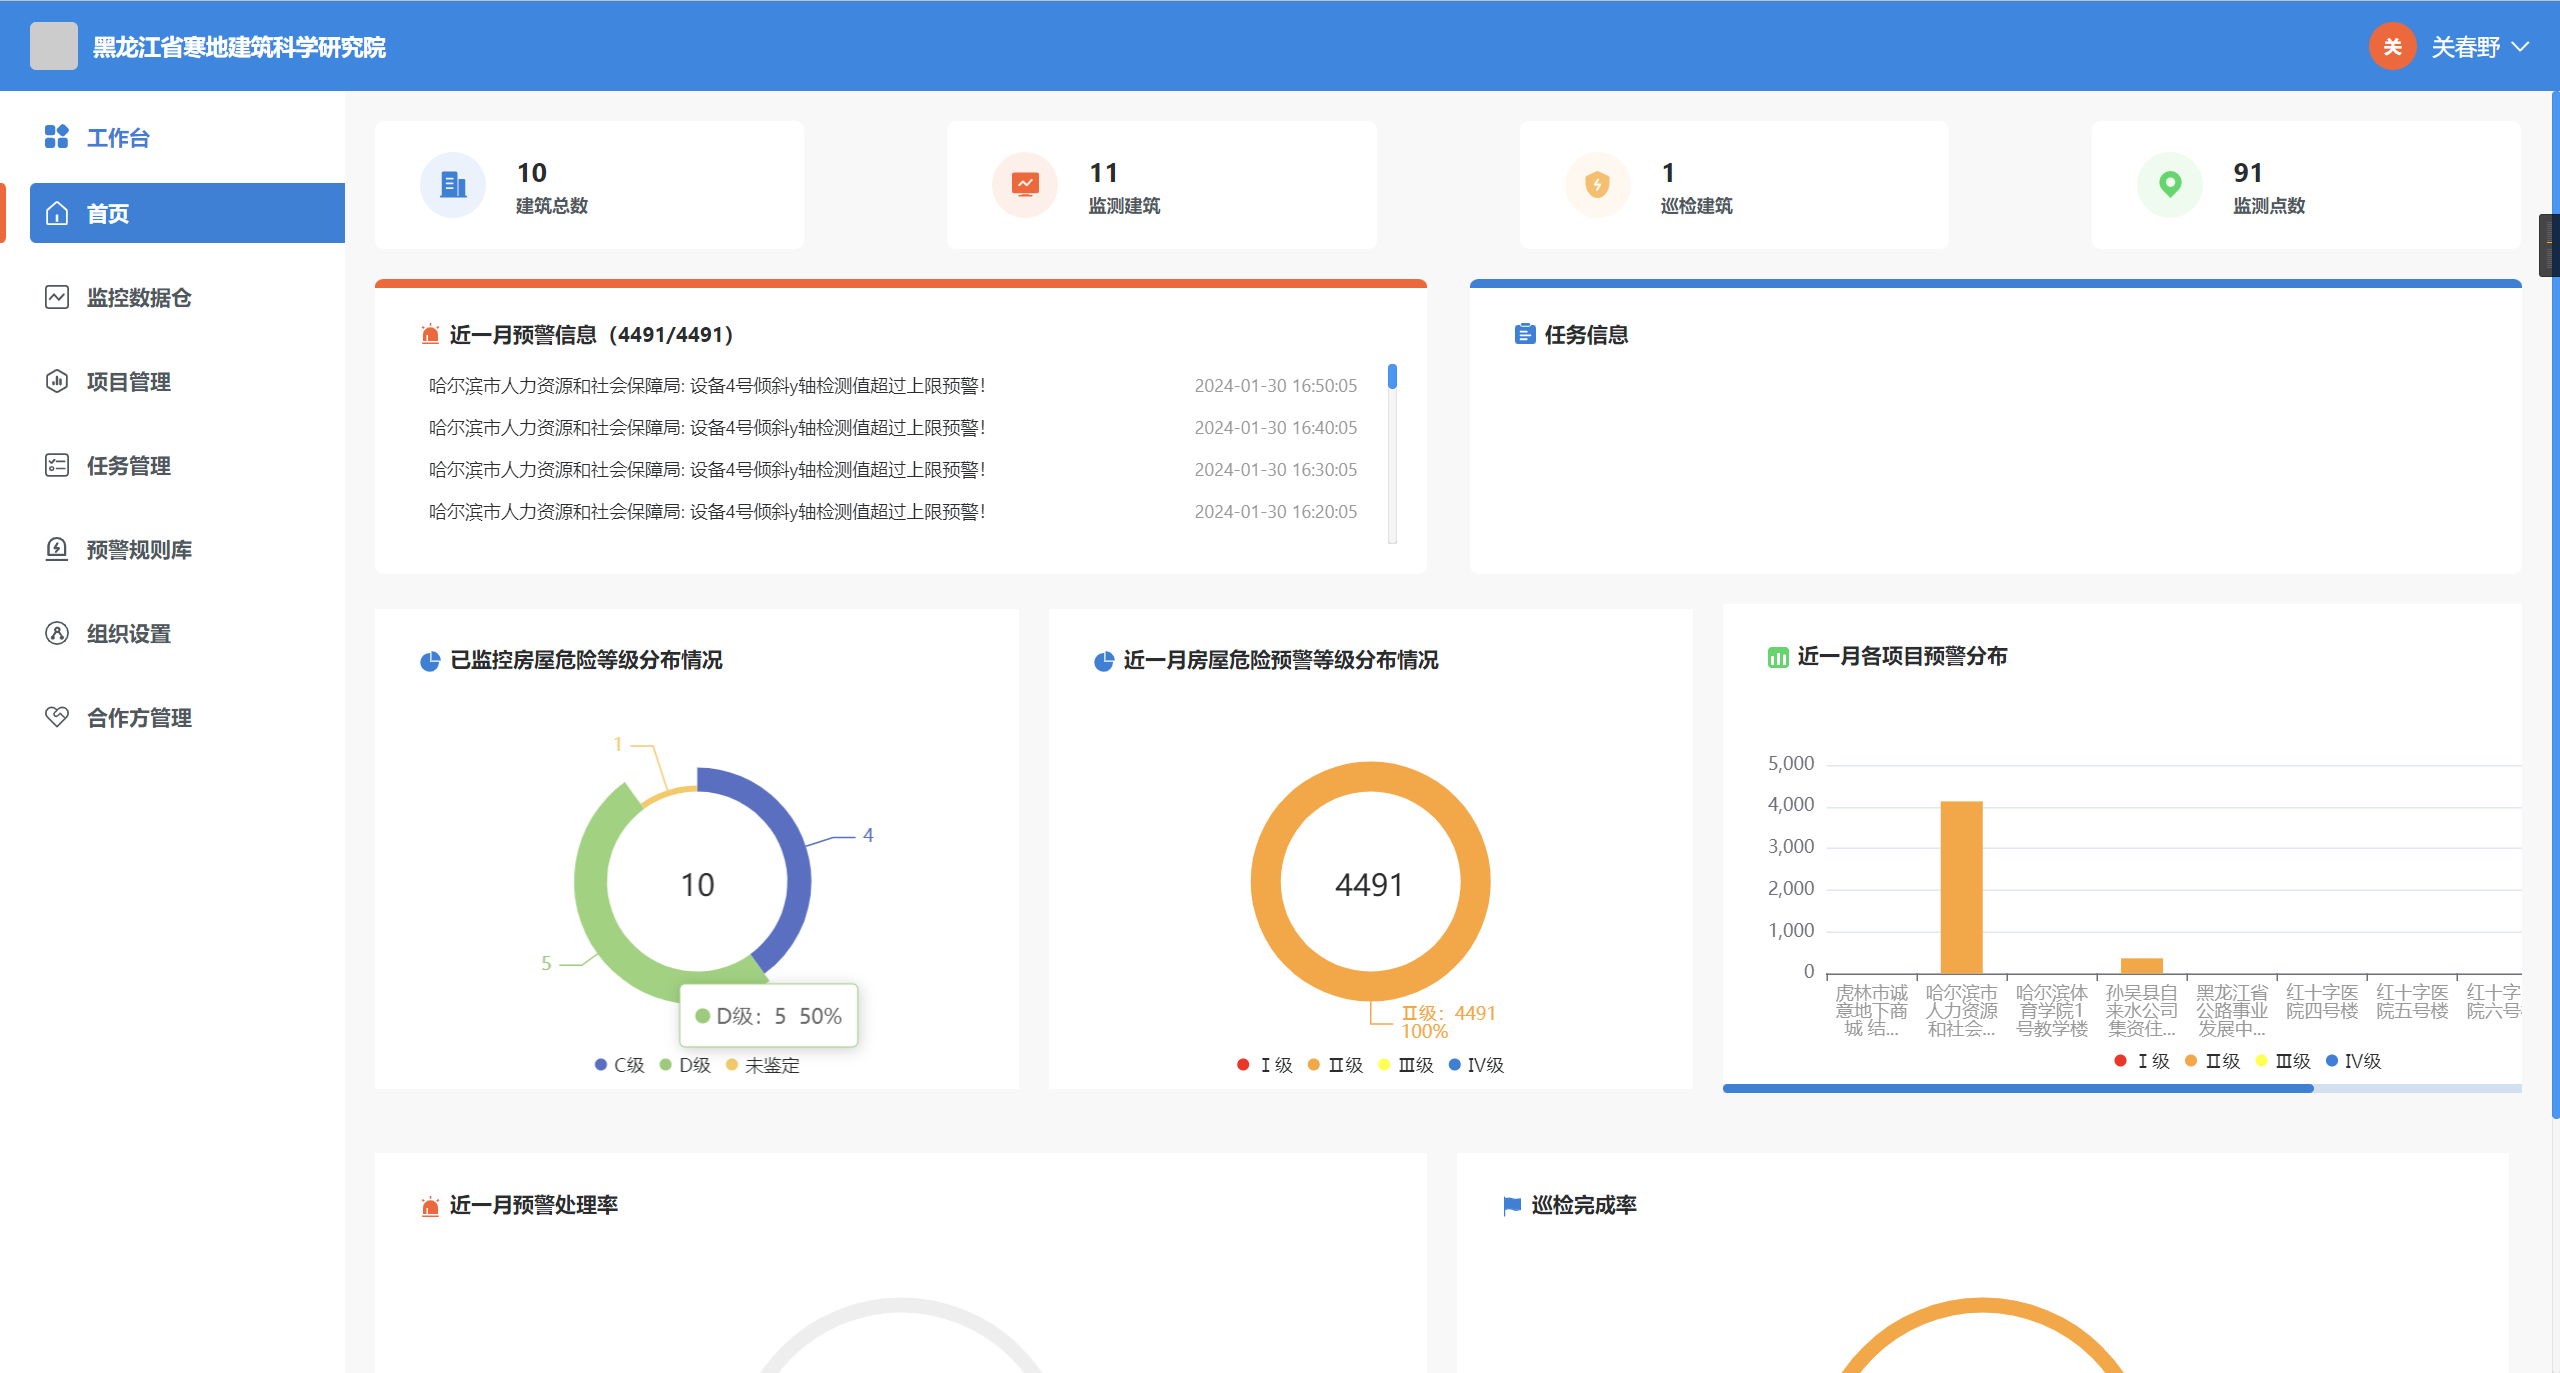 黑龙江省寒地建筑科学研究院
关
关春野
工作台
首页
监控数据仓
项目管理
任务管理
预警规则库
组织设置
合作方管理
10
建筑总数
11
监测建筑
1
巡检建筑
91
监测点数
近一月预警信息（4491/4491）
哈尔滨市人力资源和社会保障局: 设备4号倾斜y轴检测值超过上限预警! 2024-01-30 16:50:05
哈尔滨市人力资源和社会保障局: 设备4号倾斜y轴检测值超过上限预警! 2024-01-30 16:40:05
哈尔滨市人力资源和社会保障局: 设备4号倾斜y轴检测值超过上限预警! 2024-01-30 16:30:05
哈尔滨市人力资源和社会保障局: 设备4号倾斜y轴检测值超过上限预警! 2024-01-30 16:20:05
任务信息
已监控房屋危险等级分布情况
1
4
10
5
D级: 5 50%
C级 D级 未鉴定
近一月房屋危险预警等级分布情况
4491
Ⅱ级: 4491
100%
Ⅰ级 Ⅱ级 Ⅲ级 Ⅳ级
近一月各项目预警分布
5,000
4,000
3,000
2,000
1,000
0
虎林市诚
意地下商
城 结...
哈尔滨市
人力资源
和社会...
哈尔滨体
育学院1
号教学楼
孙吴县自
来水公司
集资住...
黑龙江省
公路事业
发展中...
红十字医
院四号楼
红十字医
院五号楼
红十字
院六号
Ⅰ级 Ⅱ级 Ⅲ级 Ⅳ级
近一月预警处理率
巡检完成率